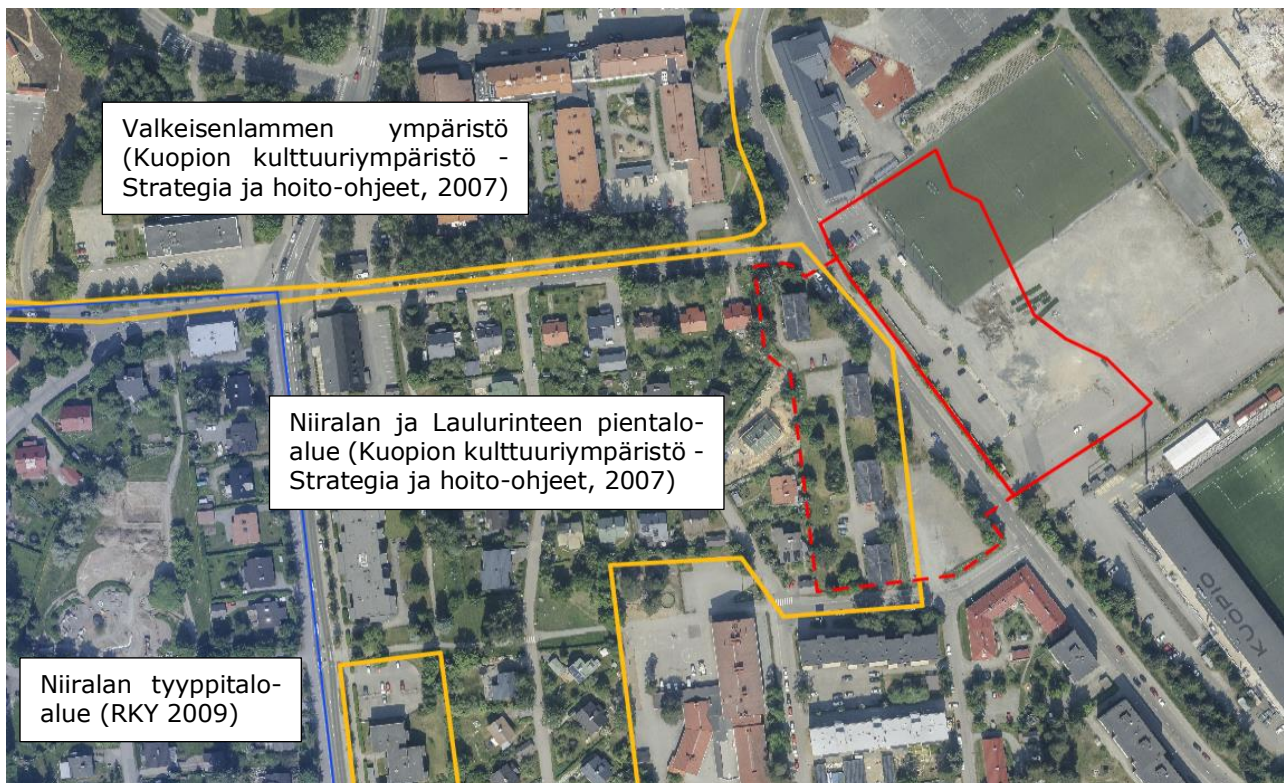 Valkeisenlammen ympäristö
(Kuopion kulttuuriympäristö -
Strategia ja hoito-ohjeet, 2007)
Niiralan ja Laulurinteen pientalo-
alue (Kuopion kulttuuriympäristö -
Strategia ja hoito-ohjeet, 2007)
KUOPIO
Niiralan tyyppitalo-
alue (RKY 2009)